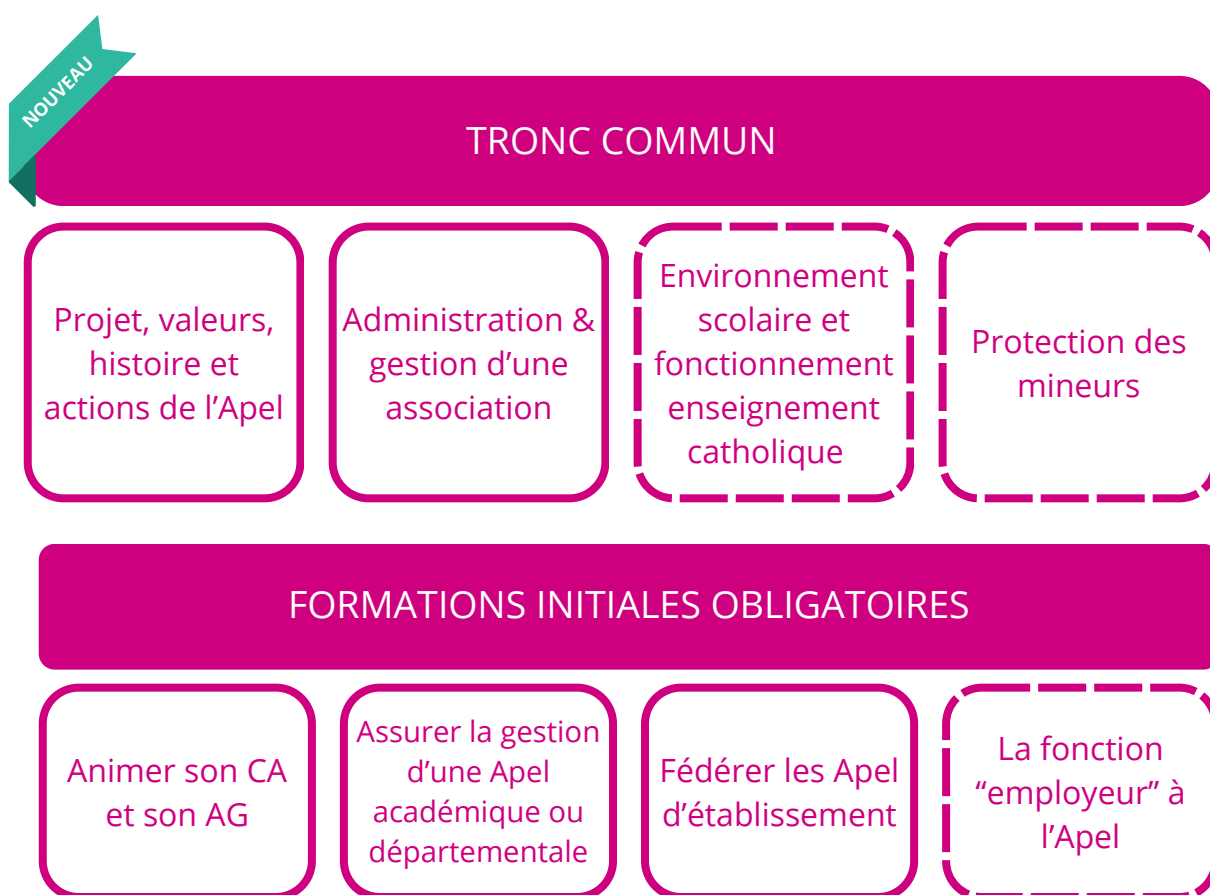 NOUVEAU
TRONC COMMUN
Projet, valeurs,
histoire et
actions de l’Apel
Administration &
gestion d’une
association
Environnement
scolaire et
fonctionnement
enseignement
catholique
Protection des
mineurs
FORMATIONS INITIALES OBLIGATOIRES
Animer son CA
et son AG
Assurer la gestion
d’une Apel
académique ou
départementale
Fédérer les Apel
d’établissement
La fonction
“employeur” à
l’Apel